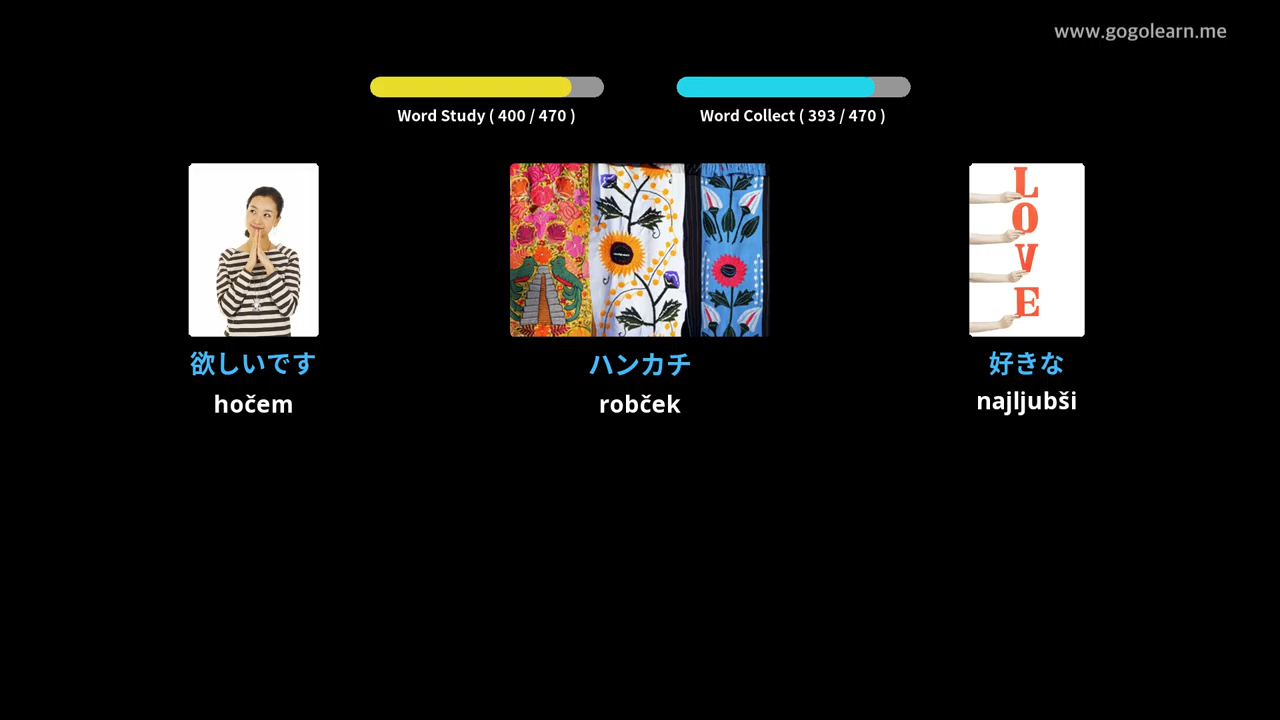 www.gogolearn.me
Word Study ( 400 / 470 )
Word Collect ( 393 / 470 )
L
O
V
E
欲しいです
ハンカチ
好きな
hočem
robček
najljubši